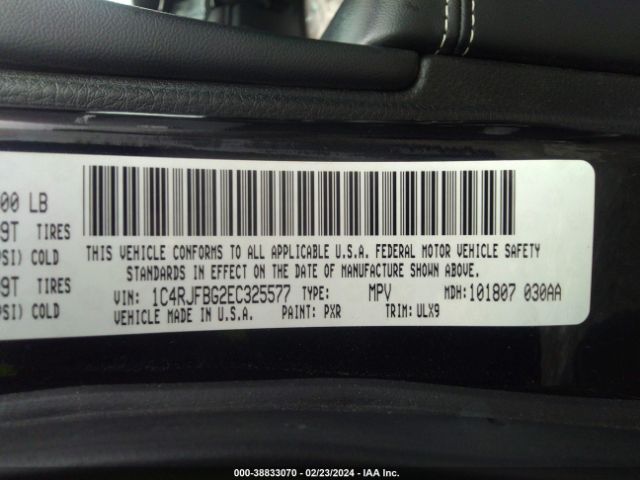 00 LB
9T TIRES
PSI) COLD
9T TIRES
PSI) COLD
THIS VEHICLE CONFORMS TO ALL APPLICABLE U.S.A. FEDERAL MOTOR VEHICLE SAFETY
STANDARDS IN EFFECT ON THE DATE OF MANUFACTURE SHOWN ABOVE.
VIN: 1C4RJFBG2EC325577 TYPE: MPV MDH:101807 030AA
VEHICLE MADE IN U.S.A. PAINT: PXR TRIM:ULX9
000-38833070 - 02/23/2024 - IAA Inc.